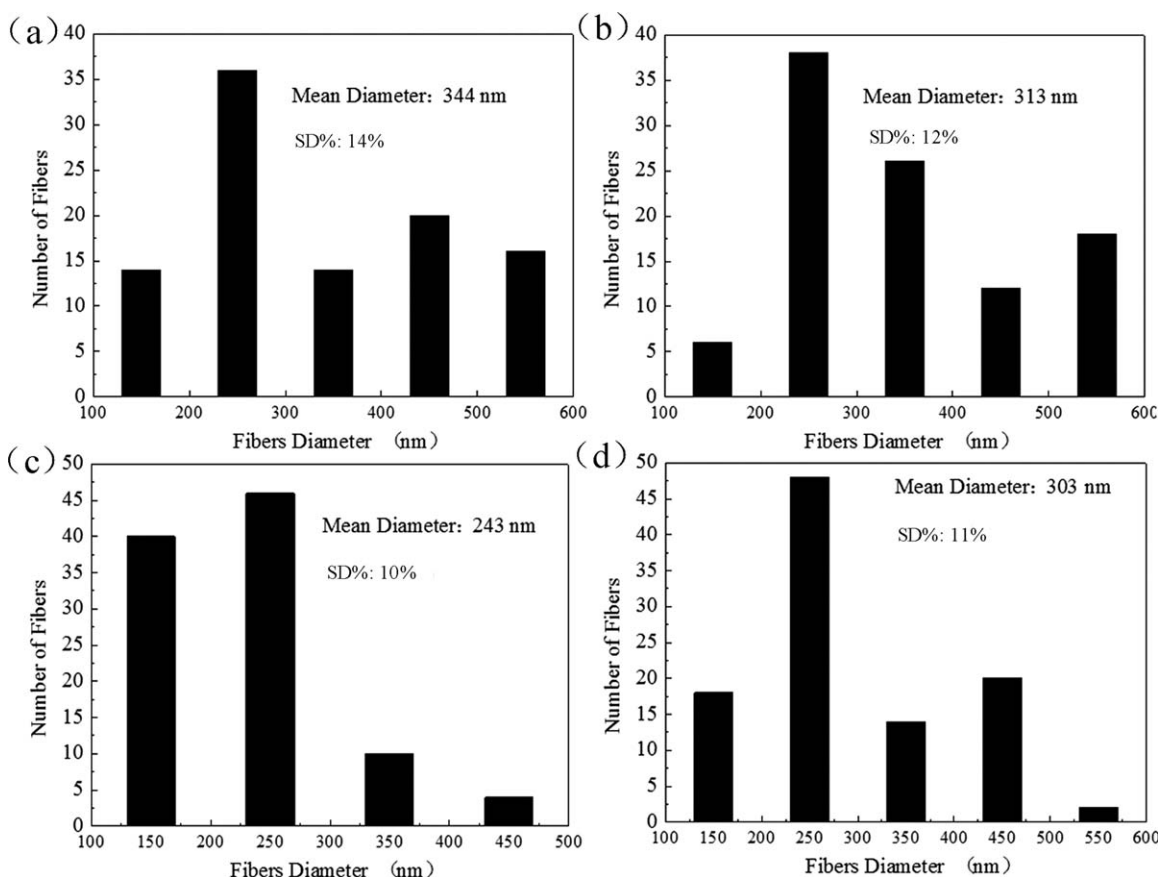 (a)
40
35
30
25
20
15
10
5
0
Number of Fibers
Mean Diameter: 344 nm
SD%: 14%
100 200 300 400 500 600
Fibers Diameter (nm)
(b)
40
35
30
25
20
15
10
5
0
Number of Fibers
Mean Diameter: 313 nm
SD%: 12%
100 200 300 400 500 600
Fibers Diameter (nm)
(c)
50
45
40
35
30
25
20
15
10
5
0
Number of Fibers
Mean Diameter: 243 nm
SD%: 10%
100 150 200 250 300 350 400 450 500
Fibers Diameter (nm)
(d)
50
45
40
35
30
25
20
15
10
5
0
Number of Fibers
Mean Diameter: 303 nm
SD%: 11%
100 150 200 250 300 350 400 450 500 550 600
Fibers Diameter (nm)